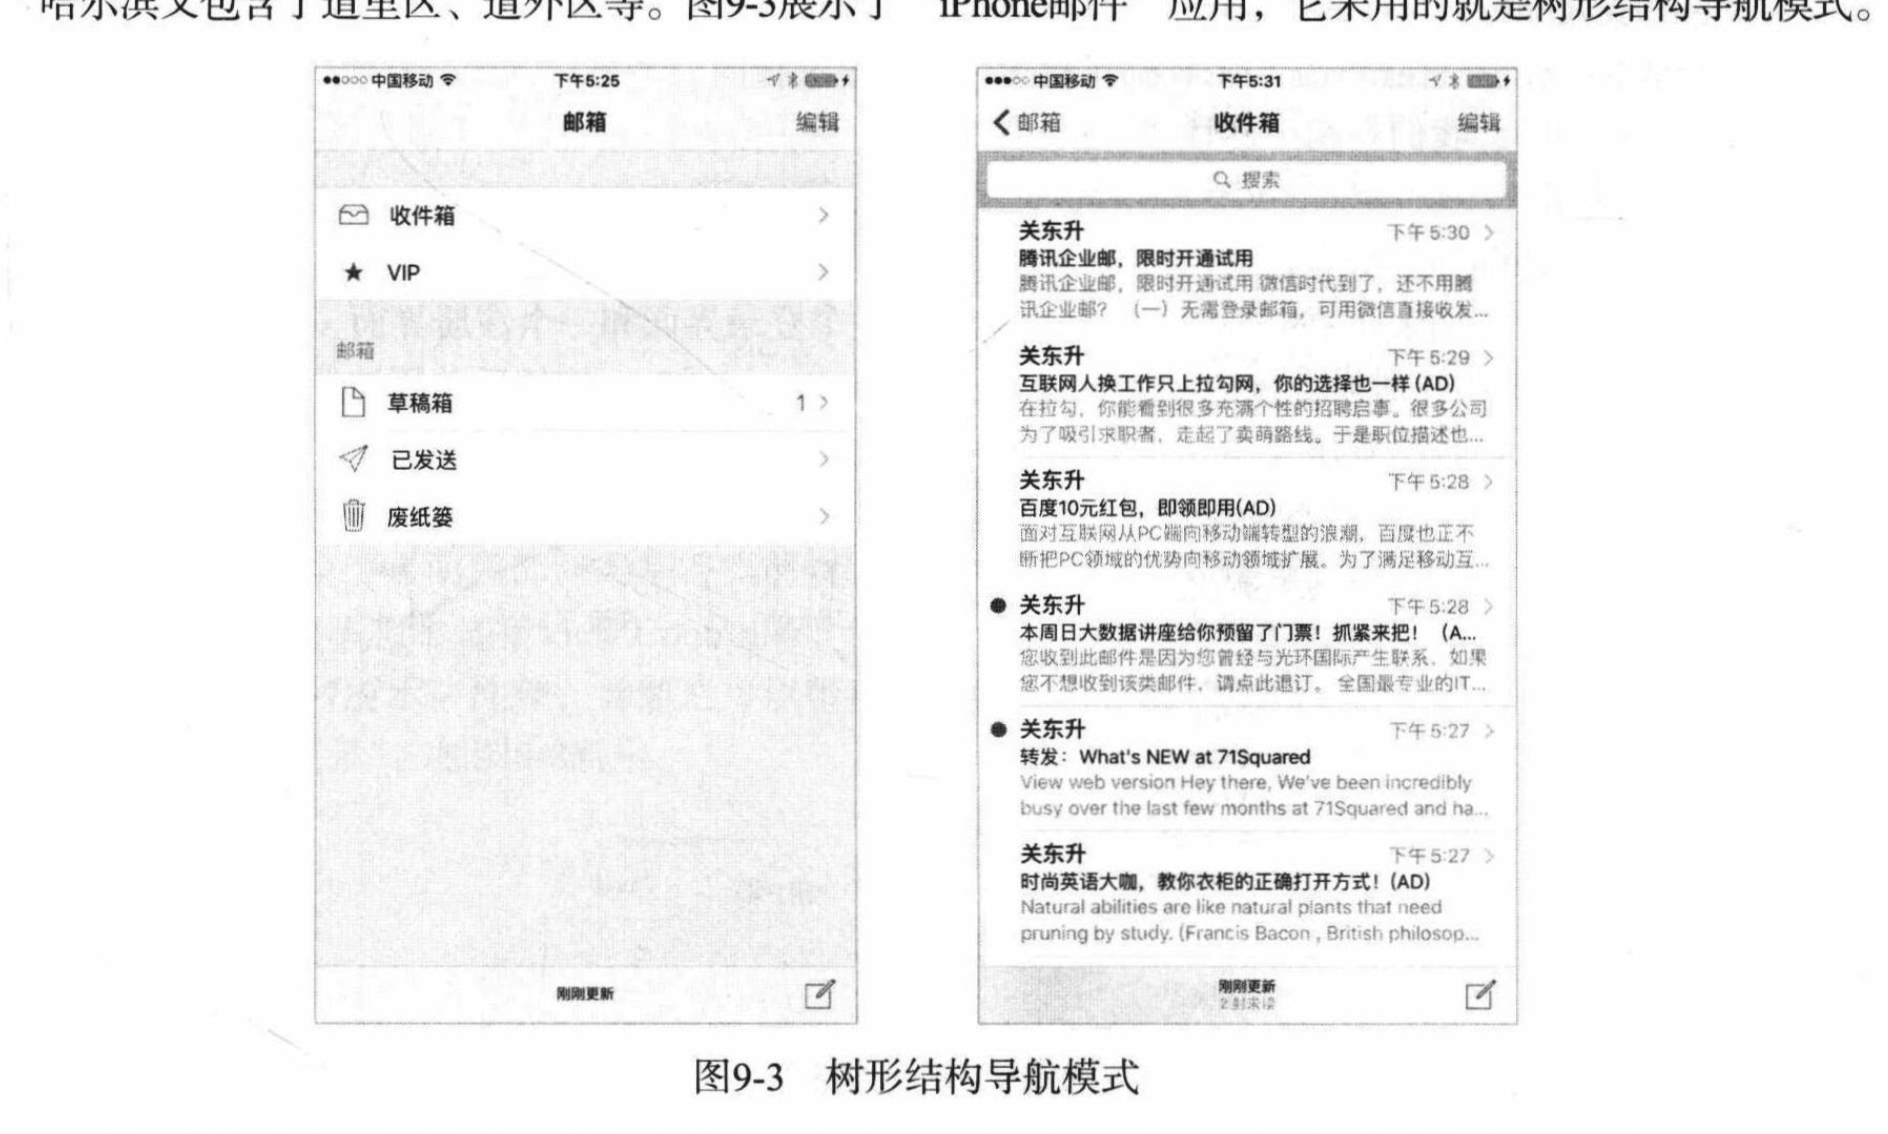 哈尔滨又包含了道里区、道外区等。图9-3展示了“iPhone邮件”应用，它采用的就是树形结构导航模式。
中国移动 下午5:25
邮箱 编辑
收件箱
VIP
邮箱
草稿箱 1
已发送
废纸篓
刚刚更新
中国移动 下午5:31
邮箱 收件箱 编辑
搜索
关东升 下午5:30
腾讯企业邮，限时开通试用
腾讯企业邮，限时开通试用 微信时代到了，还不用腾
讯企业邮？ （一）无需登录邮箱，可用微信直接收发...
关东升 下午5:29
互联网人换工作只上拉勾网，你的选择也一样(AD)
在拉勾，你能看到很多充满个性的招聘启事。很多公司
为了吸引求职者，走起了卖萌路线。于是职位描述也...
关东升 下午5:28
百度10元红包，即领即用(AD)
面对互联网从PC端向移动端转型的浪潮，百度也正不
断把PC领域的优势向移动领域扩展。为了满足移动互...
关东升 下午5:28
本周日大数据讲座给你预留了门票！抓紧来把！（A...
您收到此邮件是因为您曾经与光环国际产生联系，如果
您不想收到该类邮件，请点此退订。 全国最专业的IT...
关东升 下午5:27
转发：What's NEW at 71Squared
View web version Hey there, We've been incredibly
busy over the last few months at 71Squared and ha...
关东升 下午5:27
时尚英语大咖，教你衣柜的正确打开方式！(AD)
Natural abilities are like natural plants that need
pruning by study. (Francis Bacon , British philosop...
刚刚更新
2封未读
图9-3 树形结构导航模式